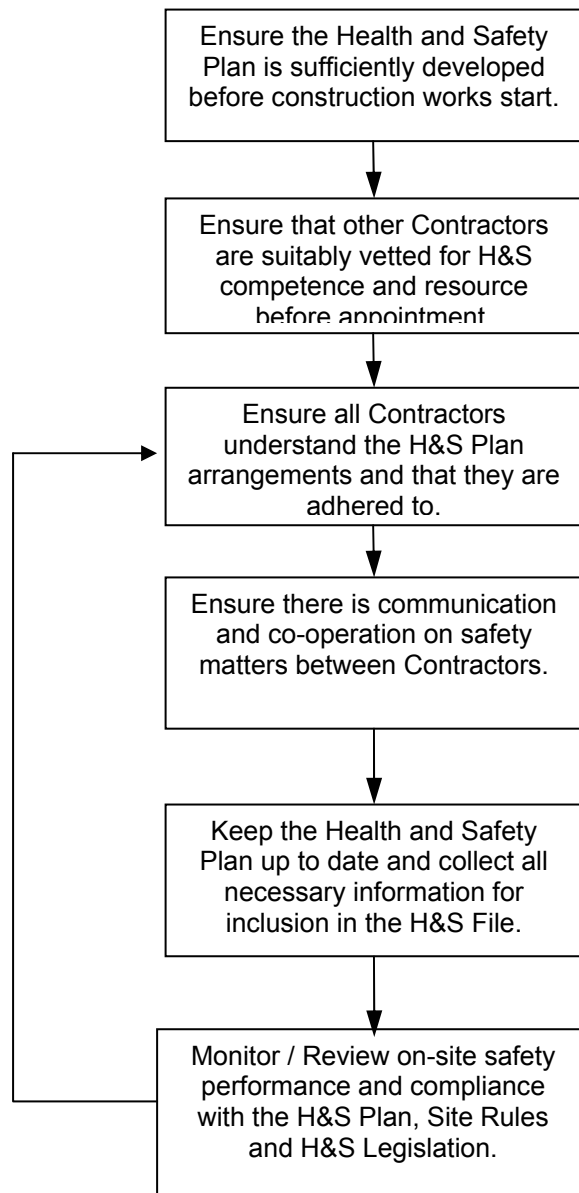 Ensure the Health and Safety
Plan is sufficiently developed
before construction works start.
Ensure that other Contractors
are suitably vetted for H&S
competence and resource
before appointment
Ensure all Contractors
understand the H&S Plan
arrangements and that they are
adhered to.
Ensure there is communication
and co-operation on safety
matters between Contractors.
Keep the Health and Safety
Plan up to date and collect all
necessary information for
inclusion in the H&S File.
Monitor / Review on-site safety
performance and compliance
with the H&S Plan, Site Rules
and H&S Legislation.